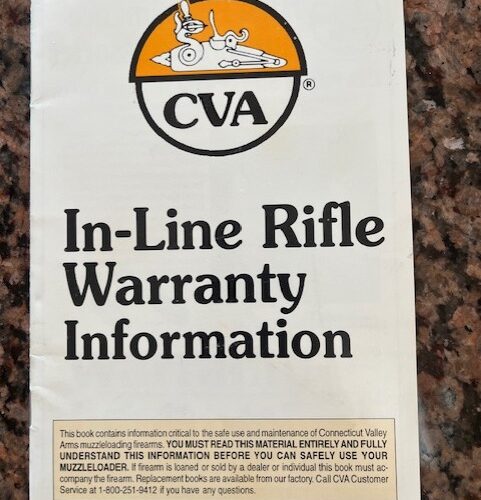 CVA
®
In-Line Rifle
Warranty
Information
This book contains information critical to the safe use and maintenance of Connecticut Valley
Arms muzzleloading firearms. YOU MUST READ THIS MATERIAL ENTIRELY AND FULLY
UNDERSTAND THIS INFORMATION BEFORE YOU CAN SAFELY USE YOUR
MUZZLELOADER. If firearm is loaned or sold by a dealer or individual this book must ac-
company the firearm. Replacement books are available from our factory. Call CVA Customer
Service at 1-800-251-9412 if you have any questions.